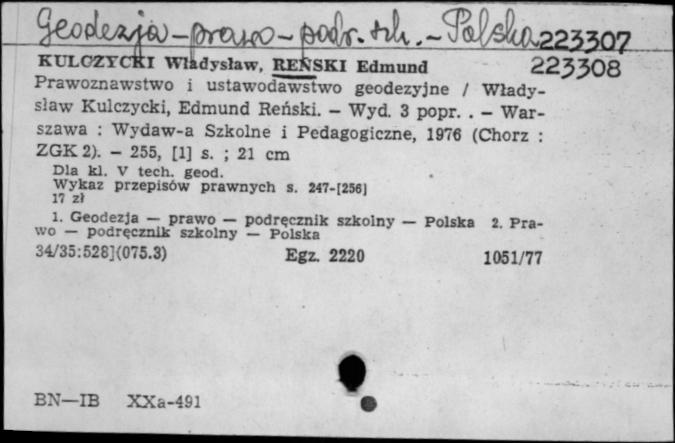 Geodezja – prawo – podr. szk. – Polska 223307
KULCZYCKI Władysław, REŃSKI Edmund 223308
Prawoznawstwo i ustawodawstwo geodezyjne / Włady-
sław Kulczycki, Edmund Reński. – Wyd. 3 popr. . – War-
szawa : Wydaw-a Szkolne i Pedagogiczne, 1976 (Chorz :
ZGK 2). – 255, [1] s. ; 21 cm
Dla kl. V tech. geod.
Wykaz przepisów prawnych s. 247-[256]
17 zł
1. Geodezja — prawo — podręcznik szkolny — Polska 2. Pra-
wo — podręcznik szkolny — Polska
34/35:528](075.3) Egz. 2220 1051/77
BN—IB XXa-491